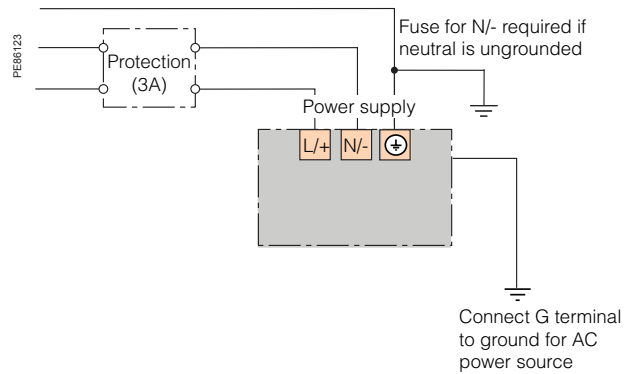 PE86123
Fuse for N/- required if
neutral is ungrounded
Protection
(3A)
Power supply
L/+ N/-
Connect G terminal
to ground for AC
power source